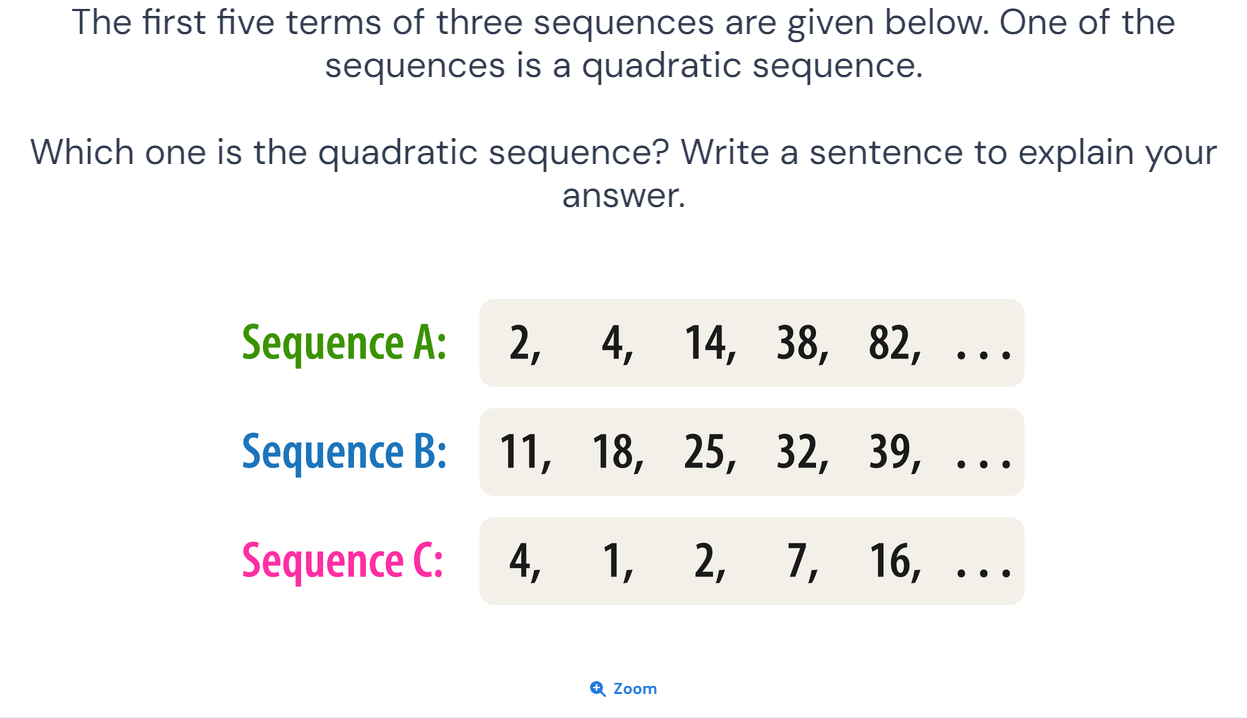 The first five terms of three sequences are given below. One of the
sequences is a quadratic sequence.
Which one is the quadratic sequence? Write a sentence to explain your
answer.
Sequence A: 2, 4, 14, 38, 82, ...
Sequence B: 11, 18, 25, 32, 39, ...
Sequence C: 4, 1, 2, 7, 16, ...
Zoom